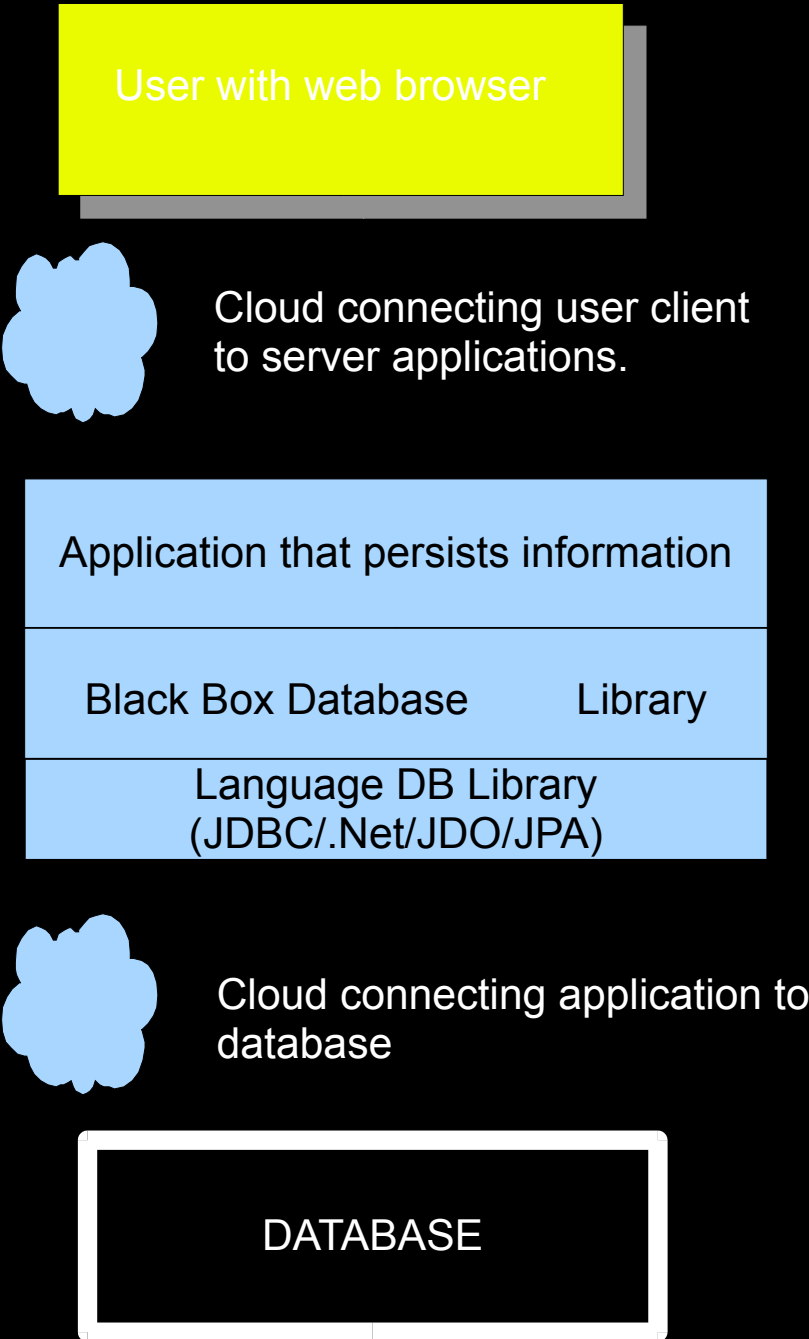 User with web browser
Cloud connecting user client
to server applications.
Application that persists information
Black Box Database Library
Language DB Library
(JDBC/.Net/JDO/JPA)
Cloud connecting application to
database
DATABASE